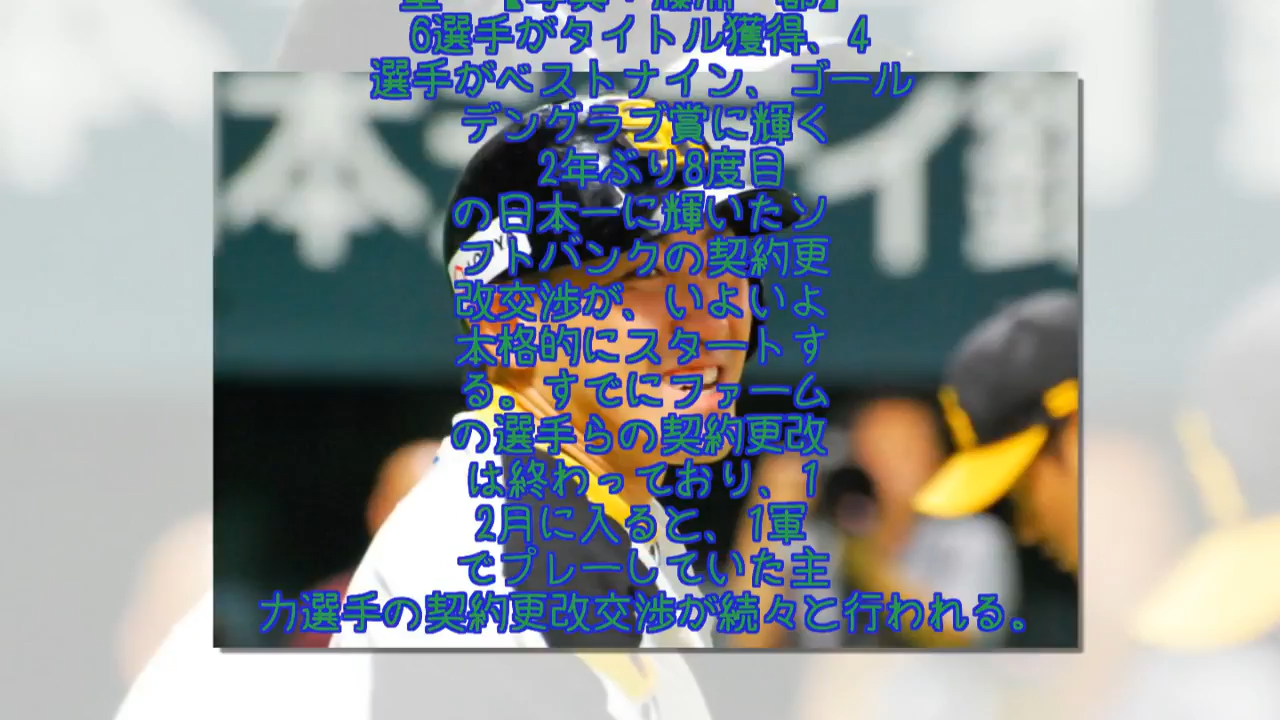 6選手がタイトル獲得、4
選手がベストナイン、ゴール
デングラブ賞に輝く
2年ぶり8度目
の日本一に輝いたソ
フトバンクの契約更
改交渉が、いよいよ
本格的にスタートす
る。すでにファーム
の選手らの契約更改
は終わっており、1
2月に入ると、1軍
でプレーしていた主
力選手の契約更改交渉が続々と行われる。